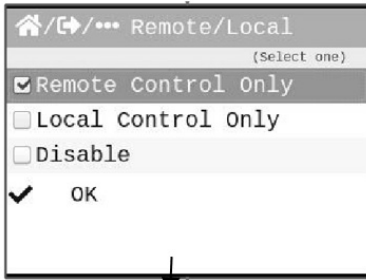 / / ••• Remote/Local
(Select one)
Remote Control Only
Local Control Only
Disable
OK